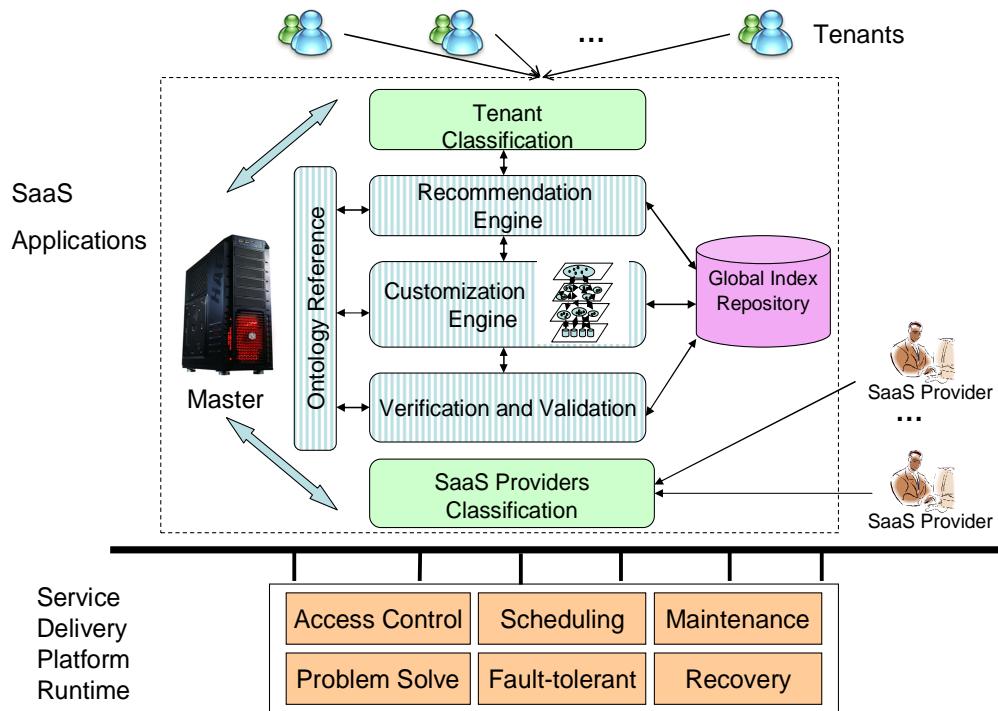 ...
Tenants
Tenant
Classification
SaaS
Applications
Recommendation
Engine
Ontology Reference
Customization
Engine
Global Index
Repository
Master
Verification and Validation
SaaS Provider
...
SaaS Providers
Classification
SaaS Provider
Service
Delivery
Platform
Runtime
Access Control
Scheduling
Maintenance
Problem Solve
Fault-tolerant
Recovery